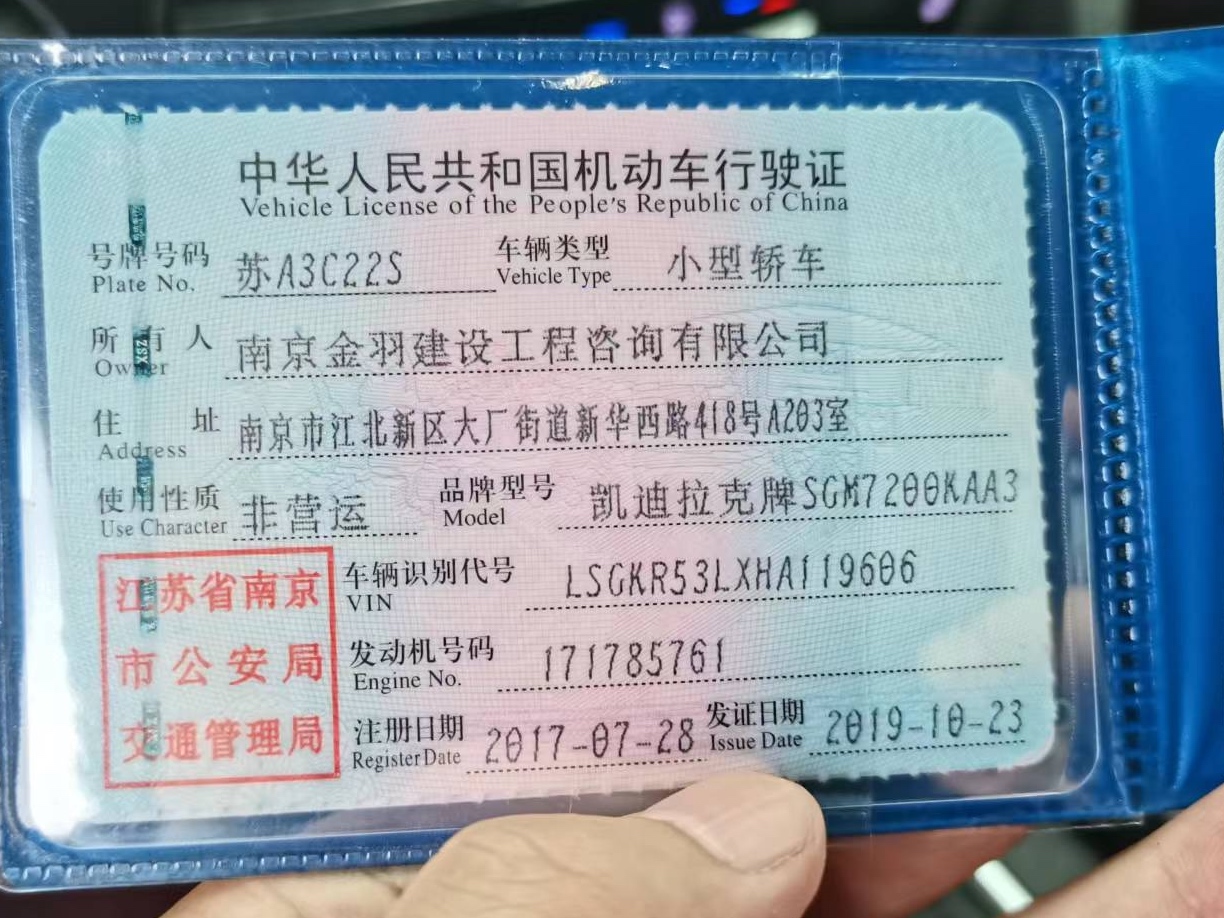 中华人民共和国机动车行驶证
Vehicle License of the People's Republic of China
号牌号码 苏A3C22S 车辆类型 小型轿车
Plate No. Vehicle Type
所有人 南京金羽建设工程咨询有限公司
Owner
住址 南京市江北新区大厂街道新华西路418号A203室
Address
使用性质 非营运 品牌型号 凯迪拉克牌SGM7200KAA3
Use Character Model
车辆识别代号 LSGKR53LXHA119606
VIN
发动机号码 171785761
Engine No.
注册日期 2017-07-28 发证日期 2019-10-23
Register Date Issue Date
江苏省南京
市公安局
交通管理局